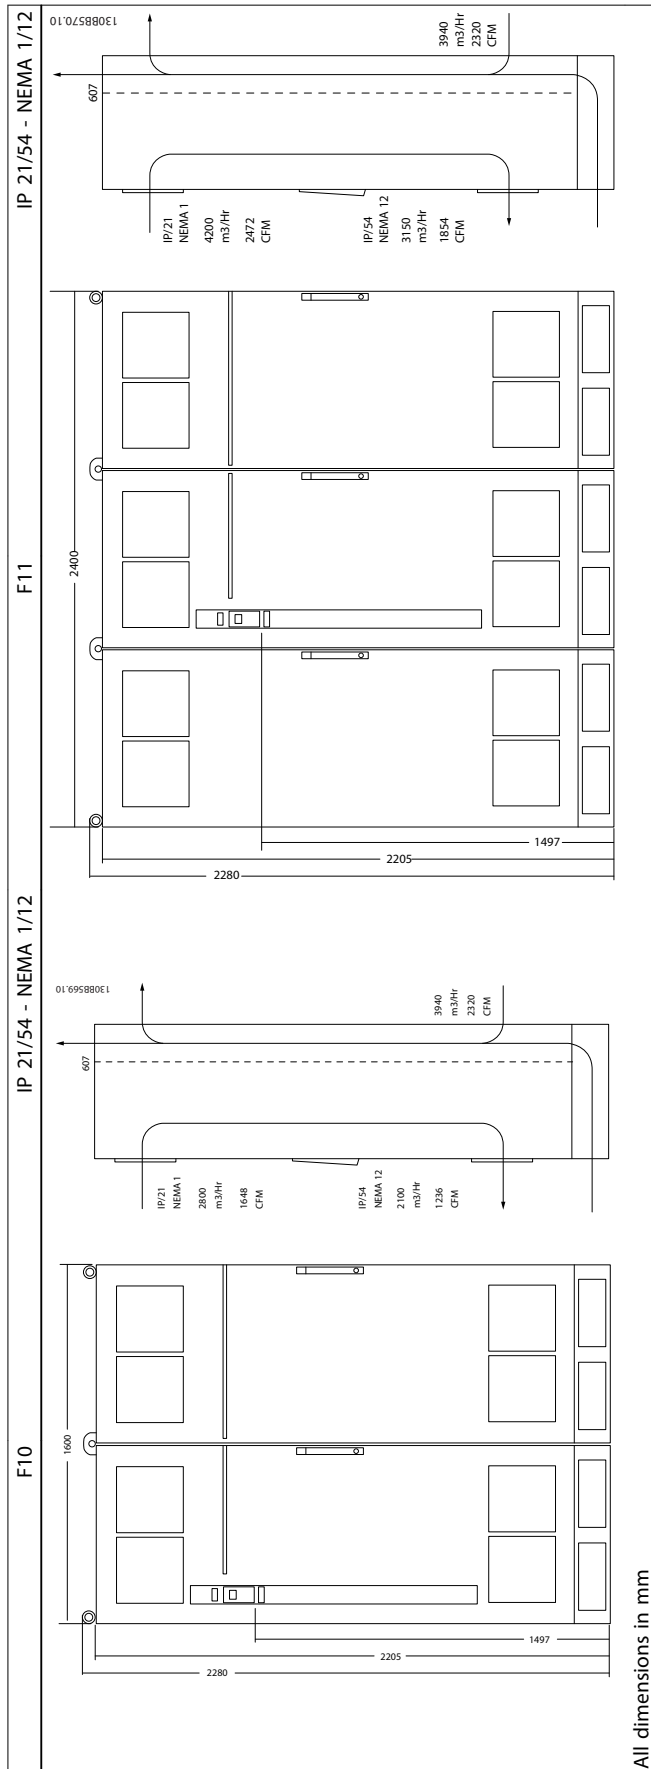 F10
IP 21/54 - NEMA 1/12
F11
IP 21/54 - NEMA 1/12
1600
2280
2205
1497
130BB569.10
607
3940
m3/Hr
2320
CFM
IP/21
NEMA 1
2800
m3/Hr
1648
CFM
IP/54
NEMA 12
2100
m3/Hr
1236
CFM
2400
2280
2205
1497
130BB570.10
607
3940
m3/Hr
2320
CFM
IP/21
NEMA 1
4200
m3/Hr
2472
CFM
IP/54
NEMA 12
3150
m3/Hr
1854
CFM
All dimensions in mm